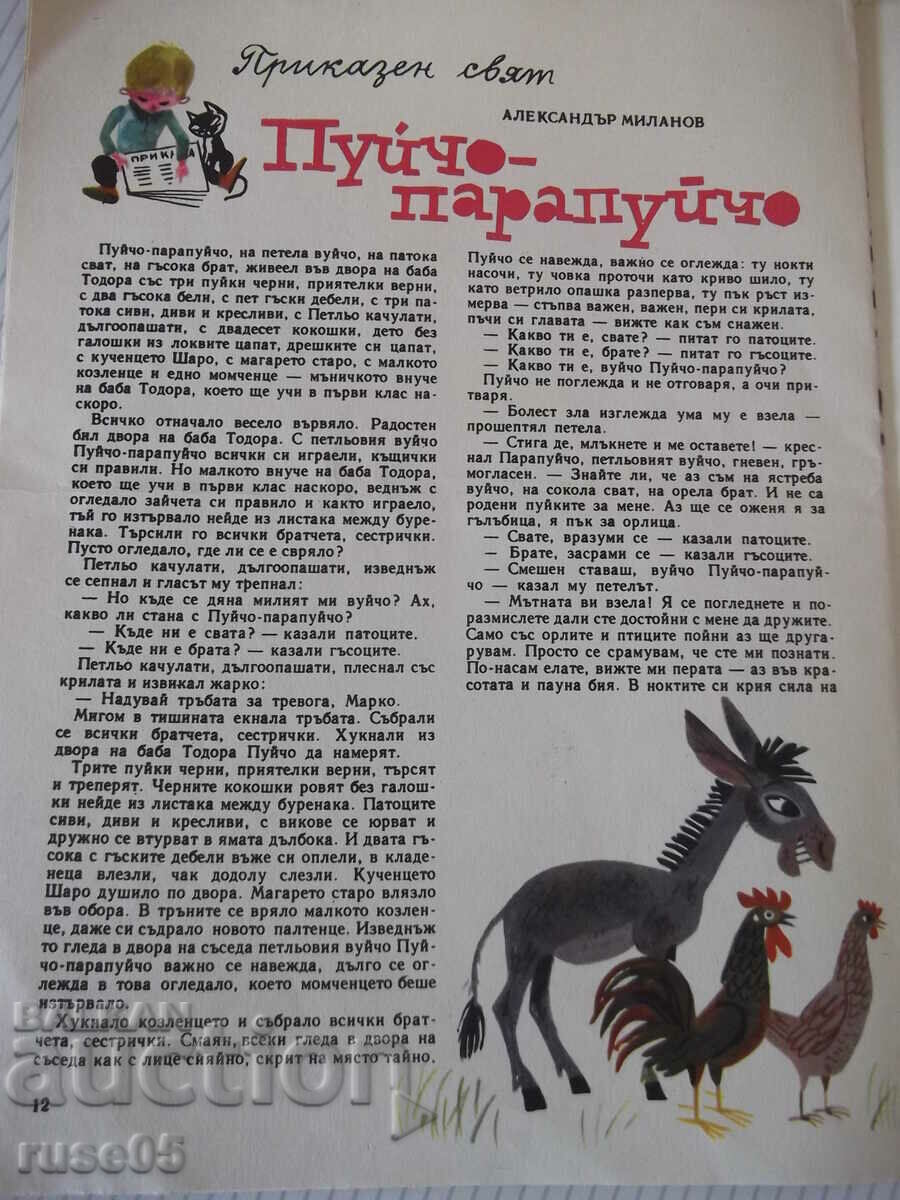 Приказен свят
ПРИКАЗКА
АЛЕКСАНДЪР МИЛАНОВ
Пуйчо-
парапуйчо
Пуйчо-парапуйчо, на петела вуйчо, на патока
сват, на гъсока брат, живеел във двора на баба
Тодора със три пуйки черни, приятелки верни,
с два гъсока бели, с пет гъски дебели, с три па-
тока сиви, диви и кресливи, с Петльо качулати,
дългоопашати, с двадесет кокошки, дето без
галошки из локвите цапат, дрешките си цапат,
с кученцето Шаро, с магарето старо, с малкото
козленце и едно момченце — мъничкото внуче
на баба Тодора, което ще учи в първи клас на-
скоро.
Всичко отначало весело вървяло. Радостен
бил двора на баба Тодора. С петльовия вуйчо
Пуйчо-парапуйчо всички си играели, къщички
си правили. Но малкото внуче на баба Тодора,
което ще учи в първи клас наскоро, веднъж с
огледало зайчета си правило и както играело,
тъй го изтървало нейде из листака между буре-
нака. Търсили го всички братчета, сестрички.
Пусто огледало, где ли се е свряло?
Петльо качулати, дългоопашати, изведнъж
се сепнал и гласът му трепнал:
— Но къде се дяна милият ми вуйчо? Ах,
какво ли стана с Пуйчо-парапуйчо?
— Къде ни е свата? — казали патоците.
— Къде ни е брата? — казали гъсоците.
Петльо качулати, дългоопашати, плеснал със
крилата и извикал жарко:
— Надувай тръбата за тревога, Марко.
Мигом в тишината екнала тръбата. Събрали
се всички братчета, сестрички. Хукнали из
двора на баба Тодора Пуйчо да намерят.
Трите пуйки черни, приятелки верни, търсят
и треперят. Черните кокошки ровят без галош-
ки нейде из листака между буренака. Патоците
сиви, диви и кресливи, с викове се юрват и
дружно се втурват в ямата дълбока. И двата гъ-
сока с гъските дебели въже си оплели, в кладе-
неца влезли, чак додолу слезли. Кученцето
Шаро душило по двора. Магарето старо влязло
във обора. В тръните се вряло малкото козлен-
це, даже си съдрало новото палтенце. Изведнъж
то гледа в двора на съседа петльовия вуйчо Пуй-
чо-парапуйчо важно се навежда, дълго се ог-
лежда в това огледало, което момченцето беше
изтървало.
Хукнало козленцето и събрало всички брат-
чета, сестрички. Смаян, всеки гледа в двора на
съседа как с лице сияйно, скрит на място тайно,
12
Пуйчо се навежда, важно се оглежда: ту нокти
насочи, ту човка проточи като криво шило, ту
като ветрило опашка разперва, ту пък ръст из-
мерва — стъпва важен, важен, пери си крилата,
пъчи си главата — вижте как съм снажен.
— Какво ти е, свате? — питат го патоците.
— Какво ти е, брате? — питат го гъсоците.
— Какво ти е, вуйчо Пуйчо-парапуйчо?
Пуйчо не поглежда и не отговаря, а очи при-
тваря.
— Болест зла изглежда ума му е взела —
прошептял петела.
— Стига де, млъкнете и ме оставете! — крес-
нал Парапуйчо, петльовият вуйчо, гневен, гръ-
могласен. — Знайте ли, че аз съм на ястреба
вуйчо, на сокола сват, на орела брат. И не са
родени пуйките за мене. Аз ще се оженя я за
гълъбица, я пък за орлица.
— Свате, вразуми се — казали патоците.
— Брате, засрами се — казали гъсоците.
— Смешен ставаш, вуйчо Пуйчо-парапуй-
чо — казал му петелът.
— Мътната ви взела! Я се погледнете и по-
размислете дали сте достойни с мене да дружите.
Само със орлите и птиците пойни аз ще друга-
рувам. Просто се срамувам, че сте ми познати.
По-насам елате, вижте ми перата — аз във кра-
сотата и пауна бия. В ноктите си крия сила на
BALKAN
auction
ruse05